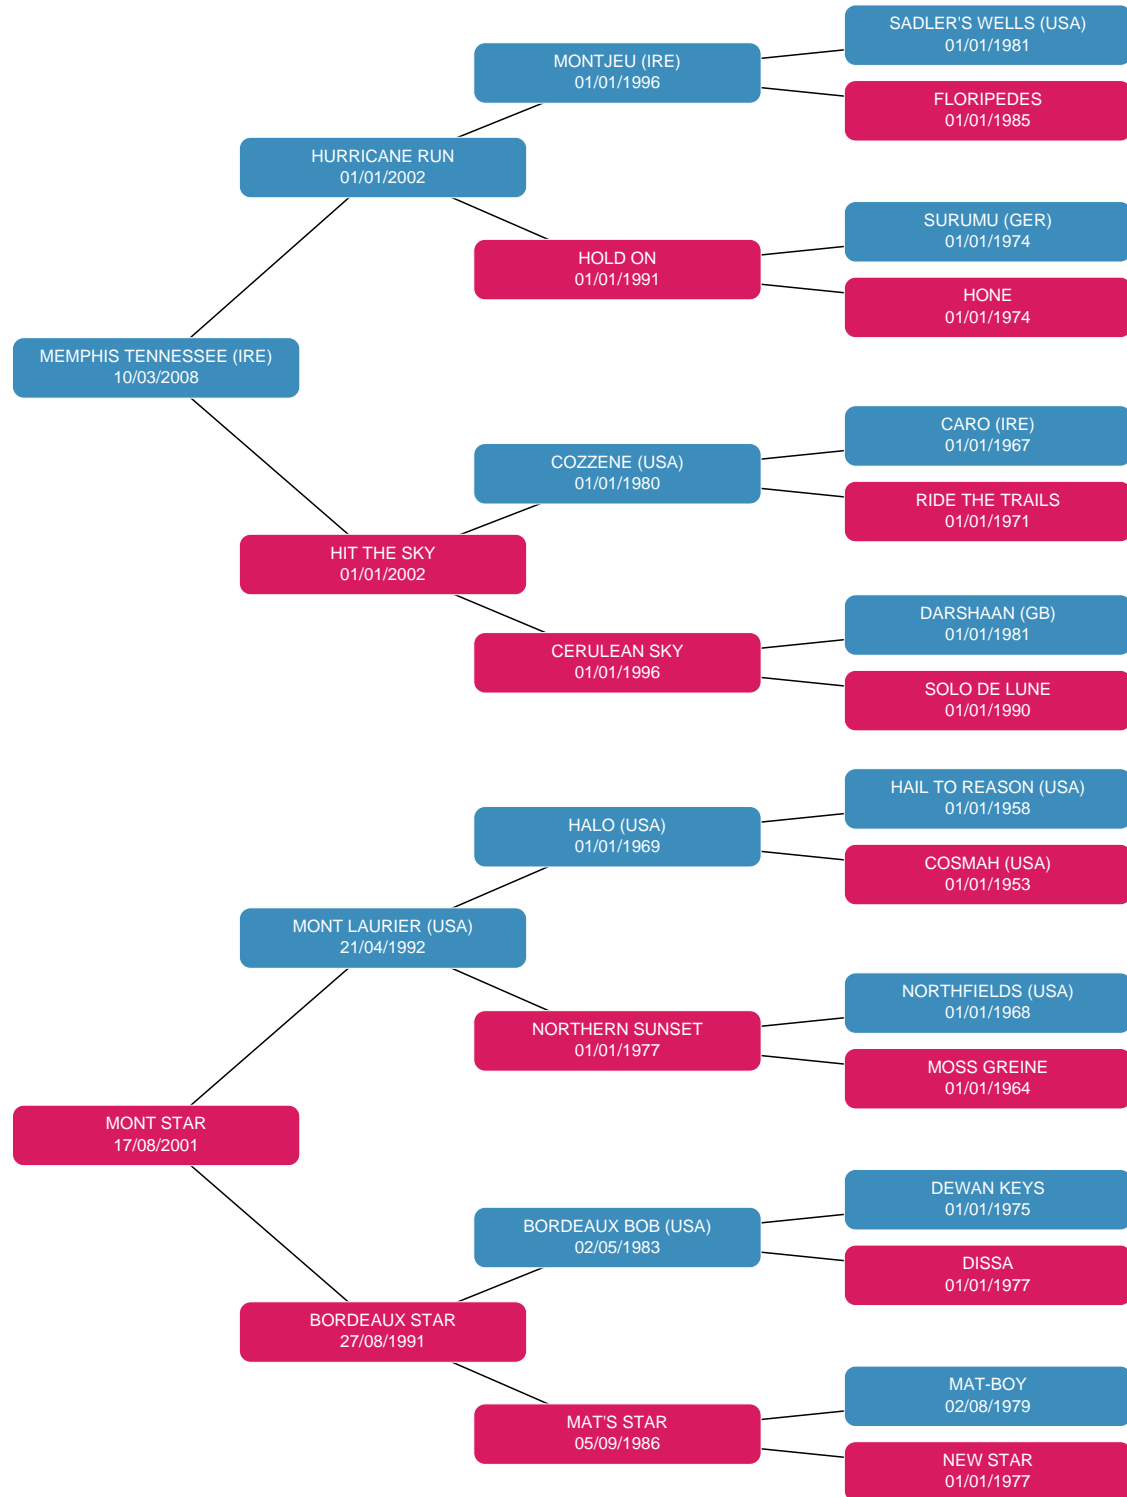 SADLER'S WELLS (USA)
01/01/1981
MONTJEU (IRE)
01/01/1996
FLORIPEDES
01/01/1985
HURRICANE RUN
01/01/2002
SURUMU (GER)
01/01/1974
HOLD ON
01/01/1991
HONE
01/01/1974
MEMPHIS TENNESSEE (IRE)
10/03/2008
CARO (IRE)
01/01/1967
COZZENE (USA)
01/01/1980
RIDE THE TRAILS
01/01/1971
HIT THE SKY
01/01/2002
DARSHAAN (GB)
01/01/1981
CERULEAN SKY
01/01/1996
SOLO DE LUNE
01/01/1990
HAIL TO REASON (USA)
01/01/1958
HALO (USA)
01/01/1969
COSMAH (USA)
01/01/1953
MONT LAURIER (USA)
21/04/1992
NORTHFIELDS (USA)
01/01/1968
NORTHERN SUNSET
01/01/1977
MOSS GREINE
01/01/1964
MONT STAR
17/08/2001
DEWAN KEYS
01/01/1975
BORDEAUX BOB (USA)
02/05/1983
DISSA
01/01/1977
BORDEAUX STAR
27/08/1991
MAT-BOY
02/08/1979
MAT'S STAR
05/09/1986
NEW STAR
01/01/1977